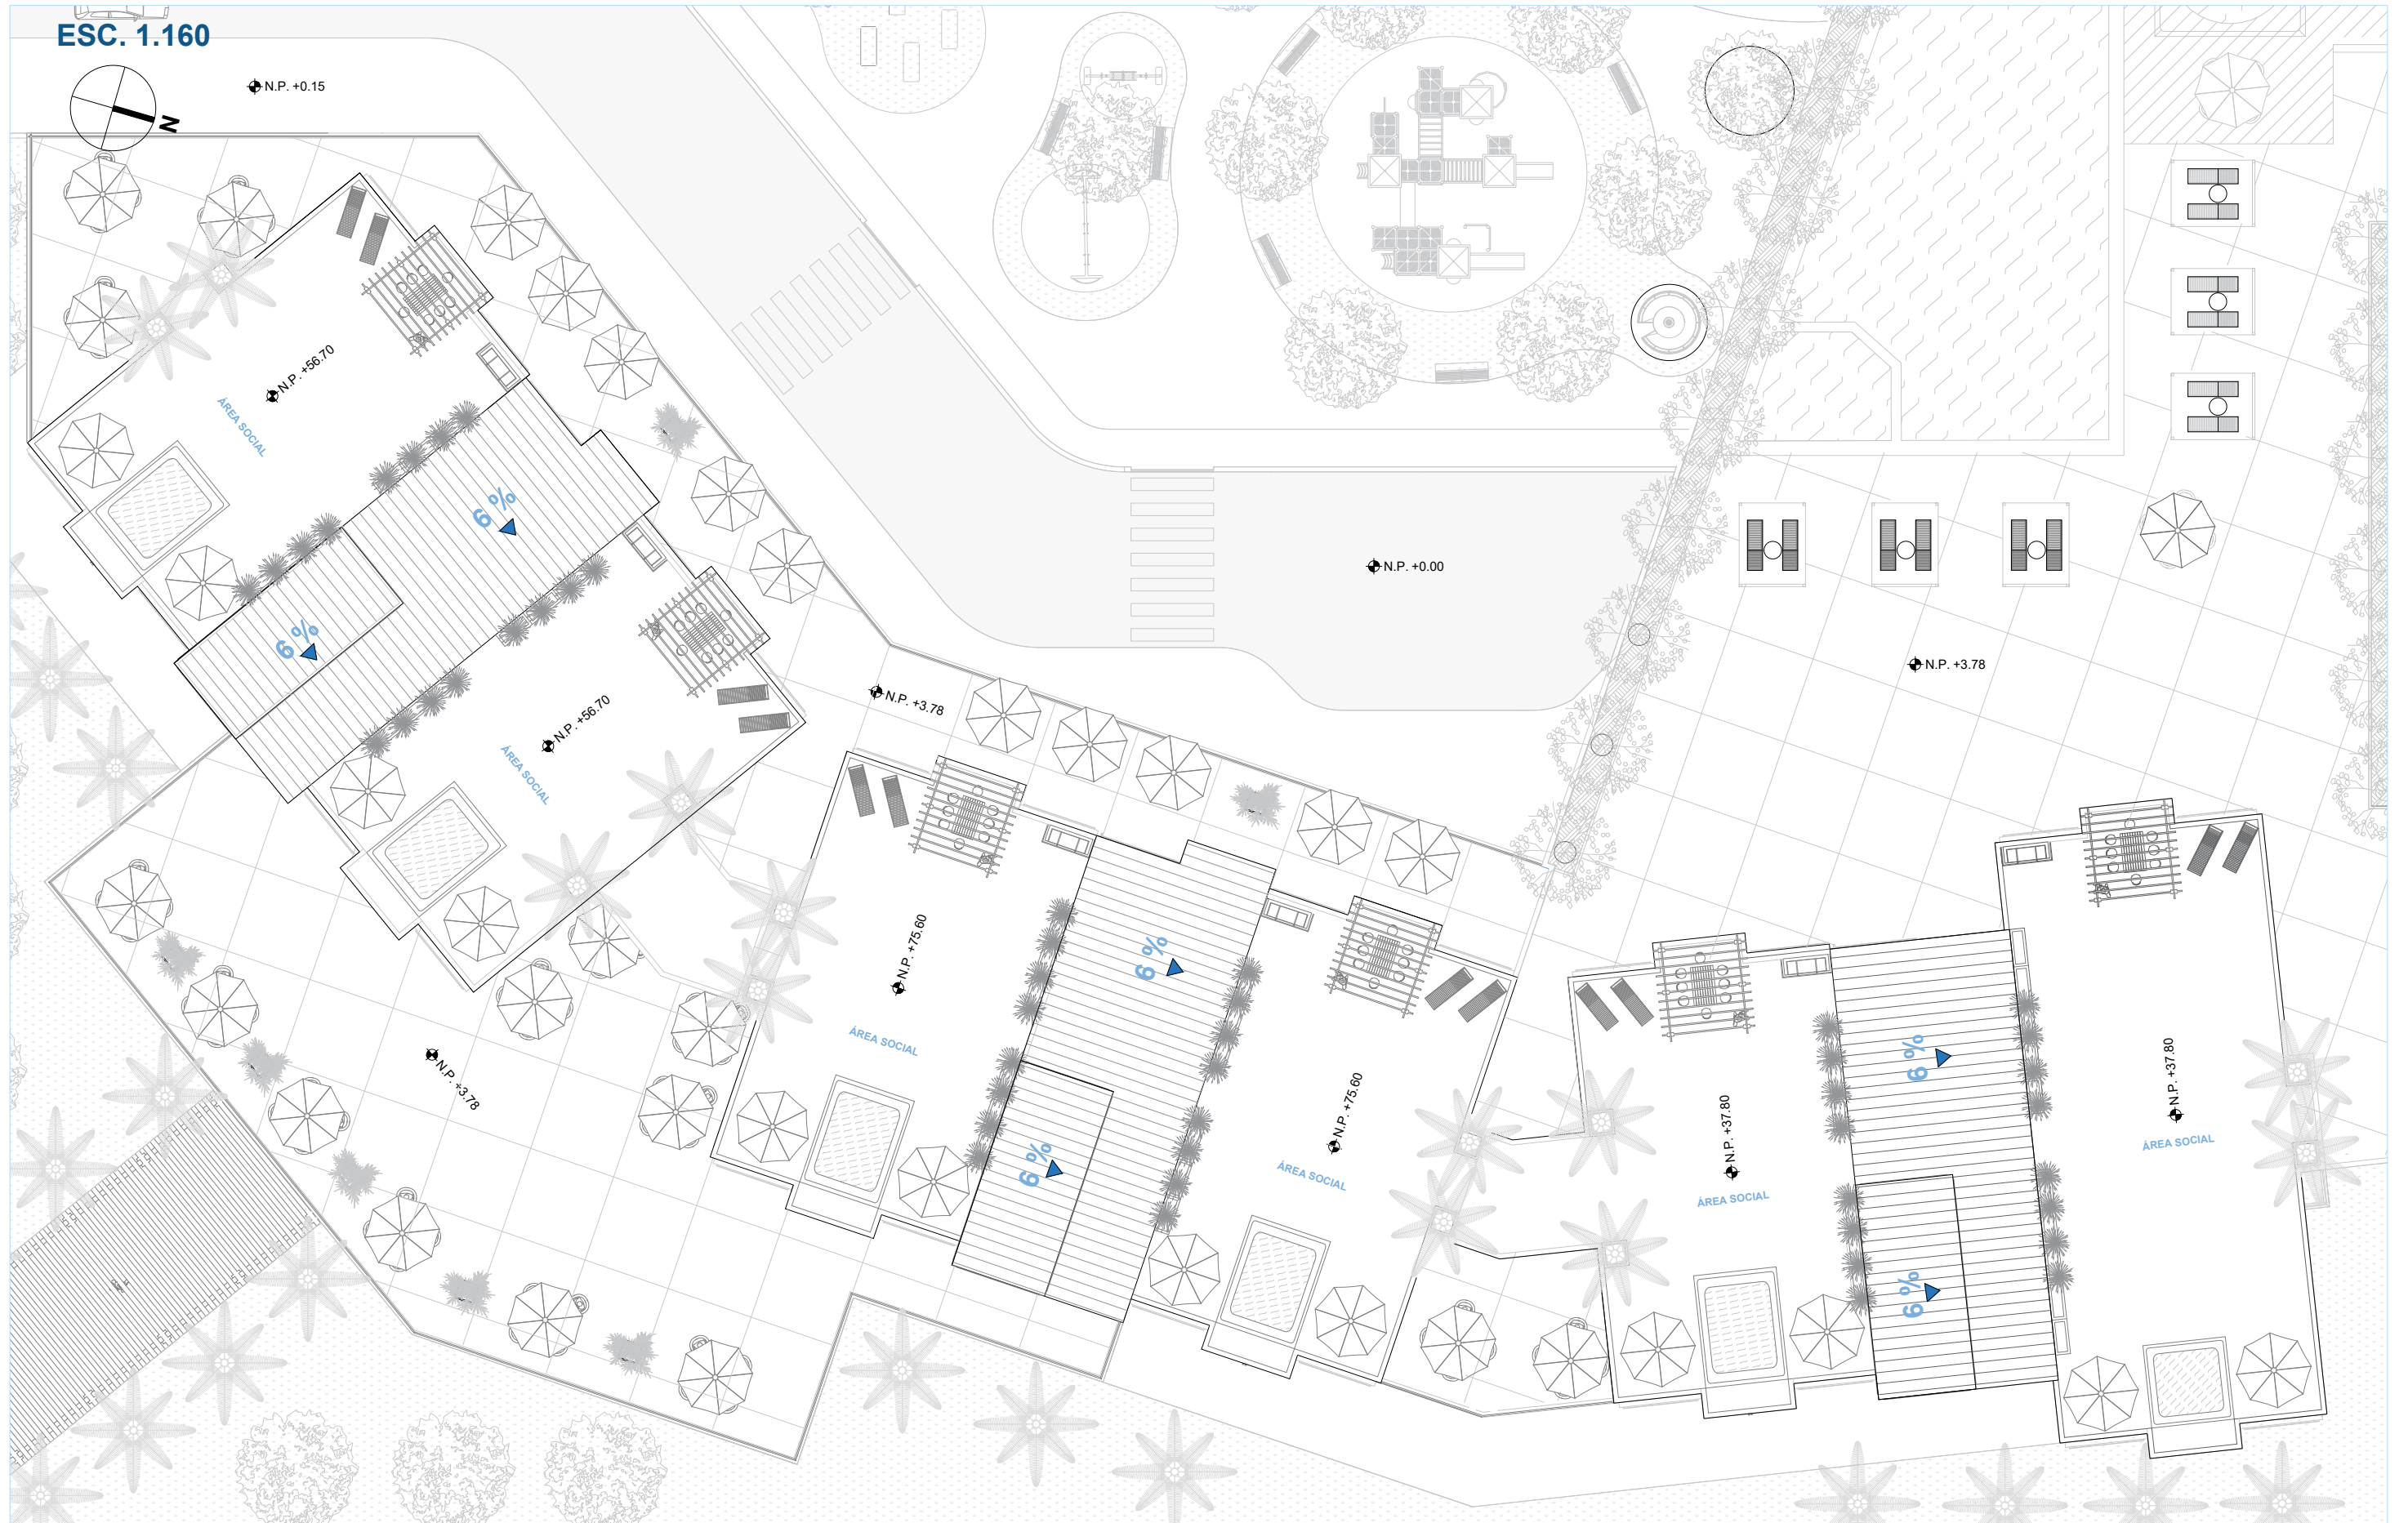 ESC. 1.160
N.P. +0.15
N
N.P. +56.70
ÁREA SOCIAL
6 %
6 %
N.P. +0.00
N.P. +3.78
N.P. +3.78
N.P. +56.70
ÁREA SOCIAL
N.P. +75.60
ÁREA SOCIAL
6 %
6 %
N.P. +3.78
N.P. +75.60
ÁREA SOCIAL
N.P. +37.80
ÁREA SOCIAL
6 %
6 %
N.P. +37.80
ÁREA SOCIAL